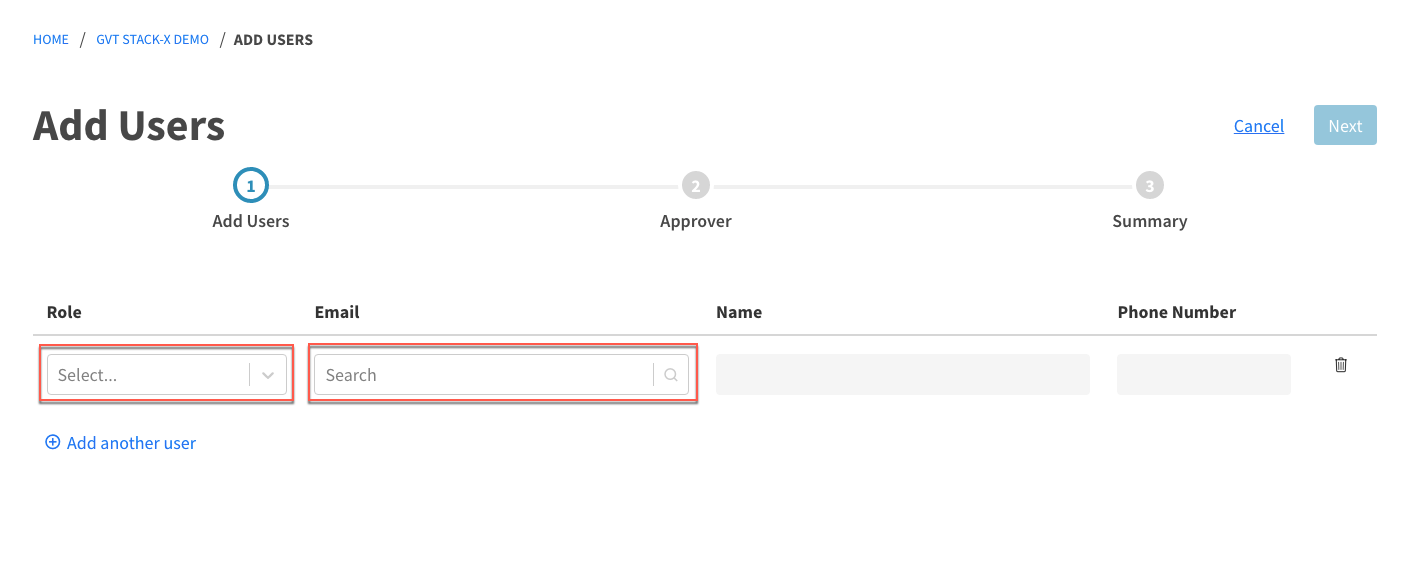 HOME / GVT STACK-X DEMO / ADD USERS
Add Users
Cancel Next
1 2 3
Add Users Approver Summary
Role Email Name Phone Number
Select... Search
Add another user